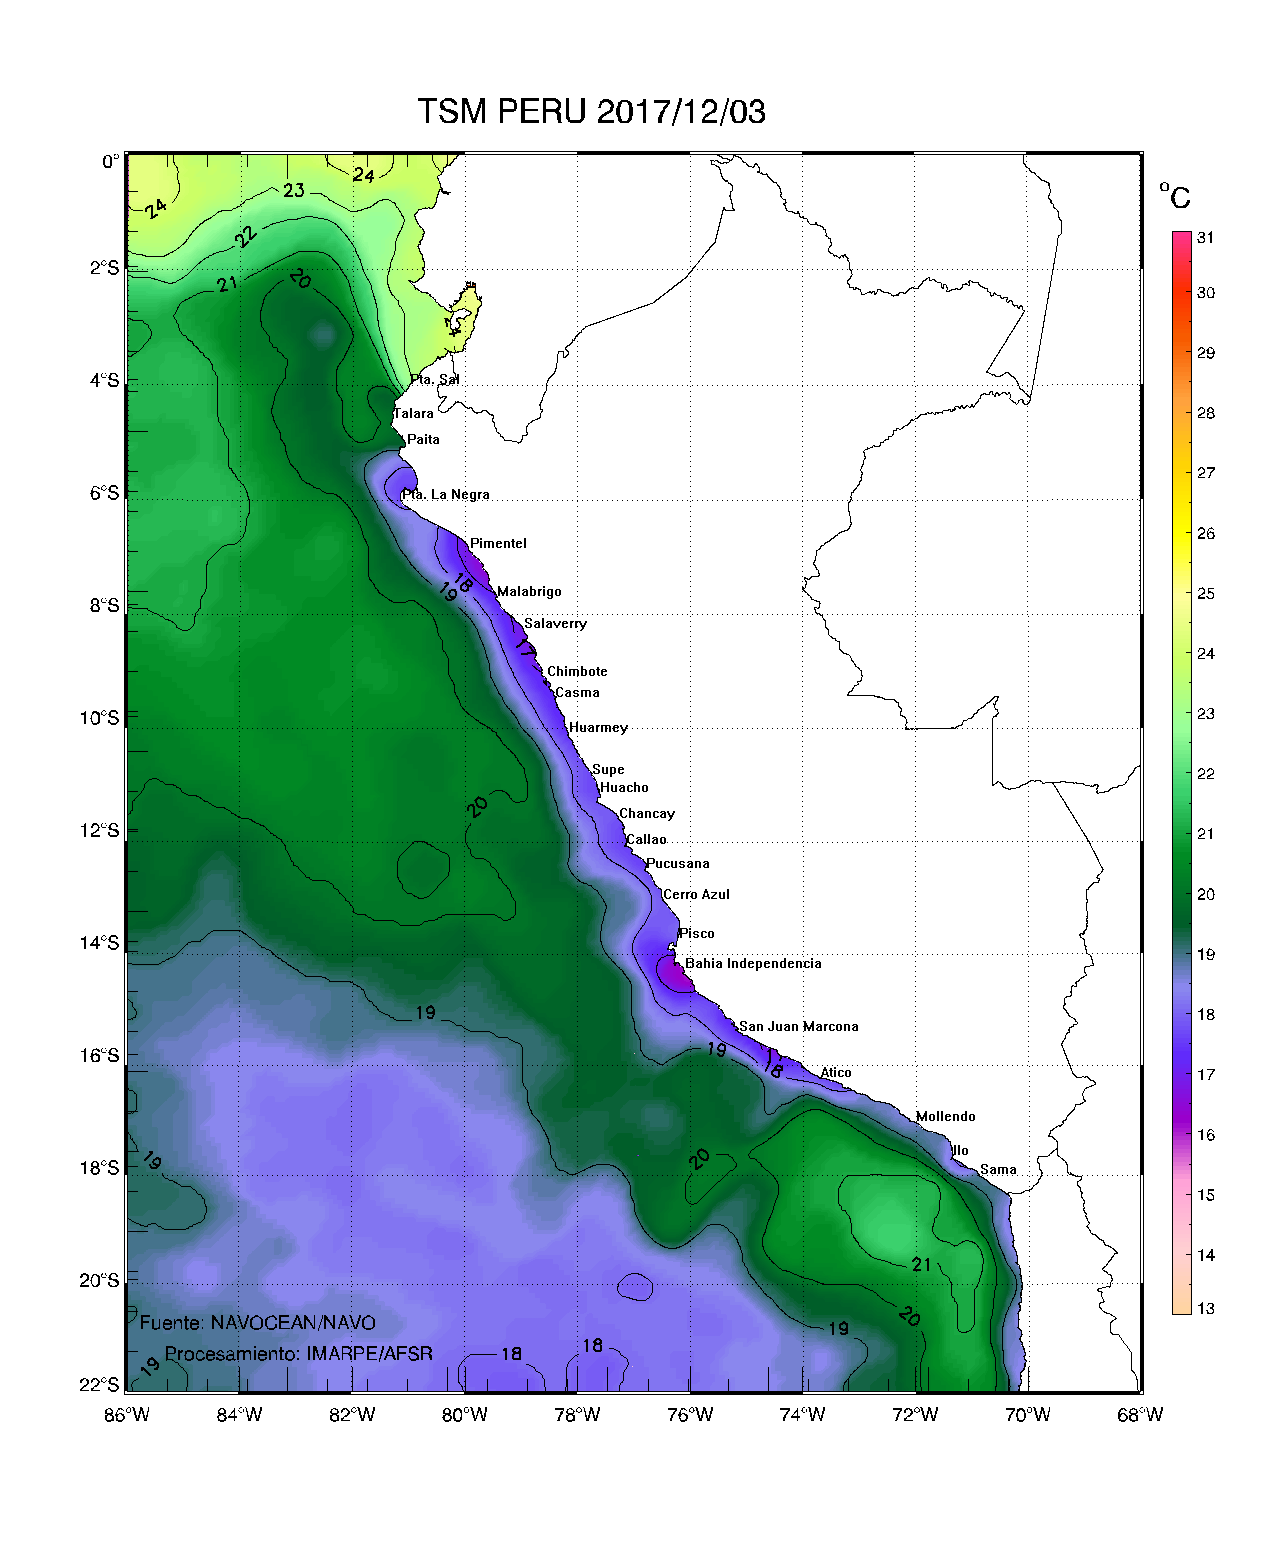 TSM PERU 2017/12/03
°C
0°
2°S
4°S
6°S
8°S
10°S
12°S
14°S
16°S
18°S
20°S
22°S
86°W
84°W
82°W
80°W
78°W
76°W
74°W
72°W
70°W
68°W
31
30
29
28
27
26
25
24
23
22
21
20
19
18
17
16
15
14
13
24
24
23
22
21
20
Pta. Sal
Talara
Paita
Pta. La Negra
Pimentel
18
19
Malabrigo
Salaverry
17
Chimbote
Casma
Huarmey
Supe
Huacho
20
Chancay
Callao
Pucusana
Cerro Azul
Pisco
Bahia Independencia
19
San Juan Marcona
19
18
Atico
Mollendo
Ilo
19
20
Sama
21
20
19
Fuente: NAVOCEAN/NAVO
Procesamiento: IMARPE/AFSR
19
18
18